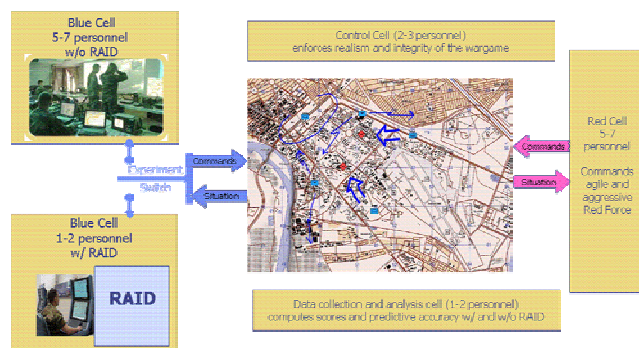 Blue Cell
5-7 personnel
w/o RAID
Control Cell (2-3 personnel)
enforces realism and integrity of the wargame
Commands
Experiment
Switch
Situation
Commands
Situation
Red Cell
5-7
personnel
Commands
agile and
aggressive
Red Force
Blue Cell
1-2 personnel
w/ RAID
RAID
Data collection and analysis cell (1-2 personnel)
computes scores and predictive accuracy w/ and w/o RAID